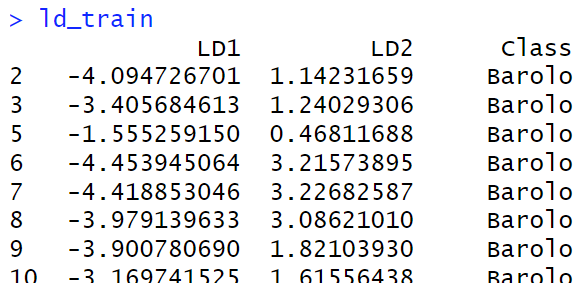 > ld_train
LD1 LD2 Class
2 -4.094726701 1.14231659 Barolo
3 -3.405684613 1.24029306 Barolo
5 -1.555259150 0.46811688 Barolo
6 -4.453945064 3.21573895 Barolo
7 -4.418853046 3.22682587 Barolo
8 -3.979139633 3.08621010 Barolo
9 -3.900780690 1.82103930 Barolo
10 -3.169741525 1.61556438 Barolo